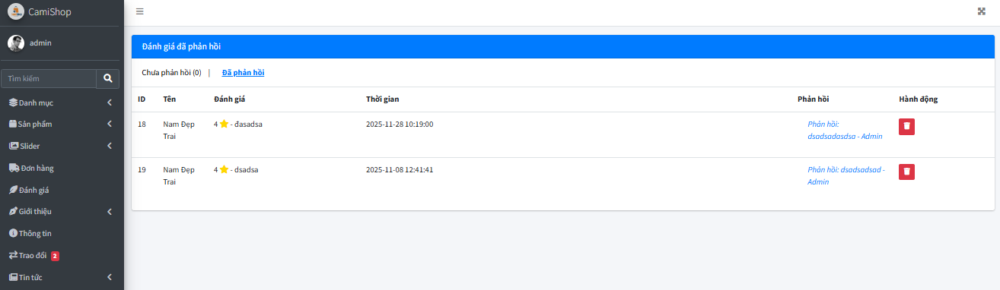 CamiShop
admin
Tìm kiếm
Danh mục
Sản phẩm
Slider
Đơn hàng
Đánh giá
Giới thiệu
Thông tin
Trao đổi 2
Tin tức
Đánh giá đã phản hồi
Chưa phản hồi (0) | Đã phản hồi
ID Tên Đánh giá Thời gian Phản hồi Hành động
18 Nam Đẹp Trai 4 ⭐ - đasadsa 2025-11-28 10:19:00 Phản hồi: dsadsadasdsa - Admin
19 Nam Đẹp Trai 4 ⭐ - dsadsa 2025-11-08 12:41:41 Phản hồi: dsadsadsad - Admin